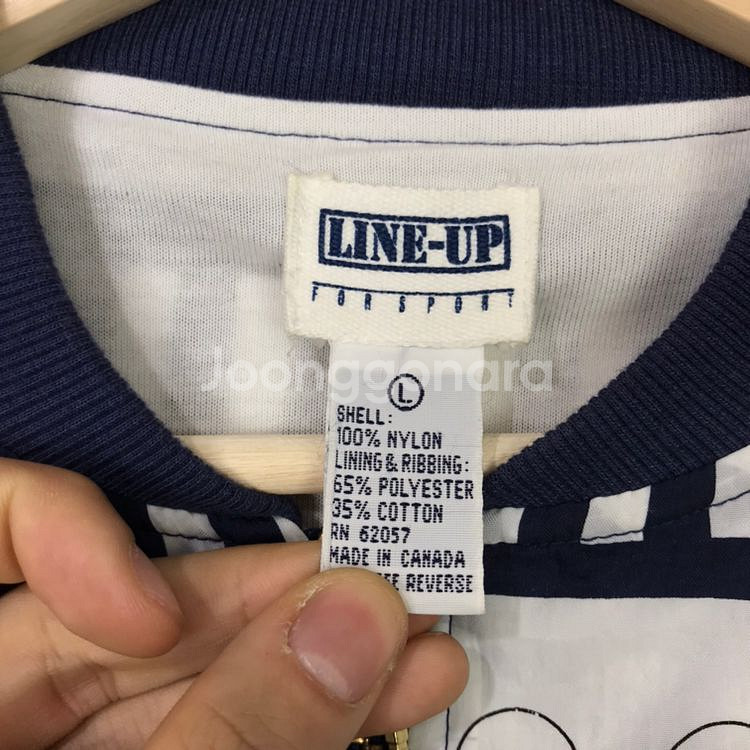 LINE-UP
FOR SPORT
Joonggonara
L
SHELL:
100% NYLON
LINING & RIBBING:
65% POLYESTER
35% COTTON
RN 62057
MADE IN CANADA
REVERSE